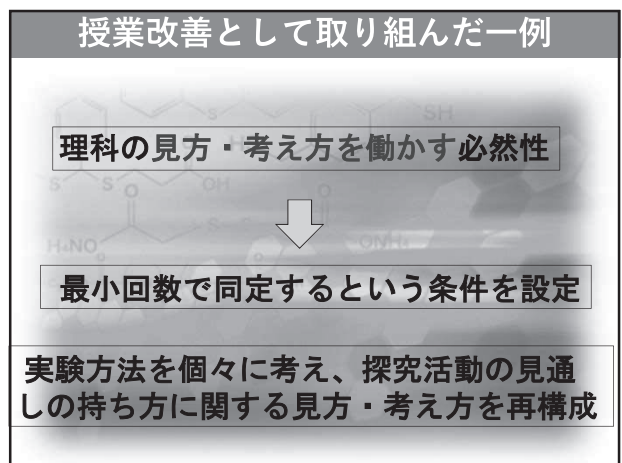 授業改善として取り組んだ一例
SH
理科の見方・考え方を働かす必然性
S
S
O
OH
O
H₄NO
ONH₄
最小回数で同定するという条件を設定
実験方法を個々に考え、探究活動の見通
しの持ち方に関する見方・考え方を再構成